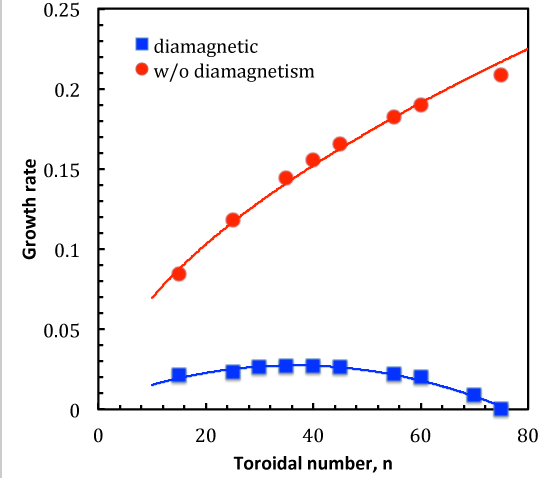 0.25
diamagnetic
w/o diamagnetism
0.2
0.15
0.1
0.05
0
Growth rate
0 20 40 60 80
Toroidal number, n